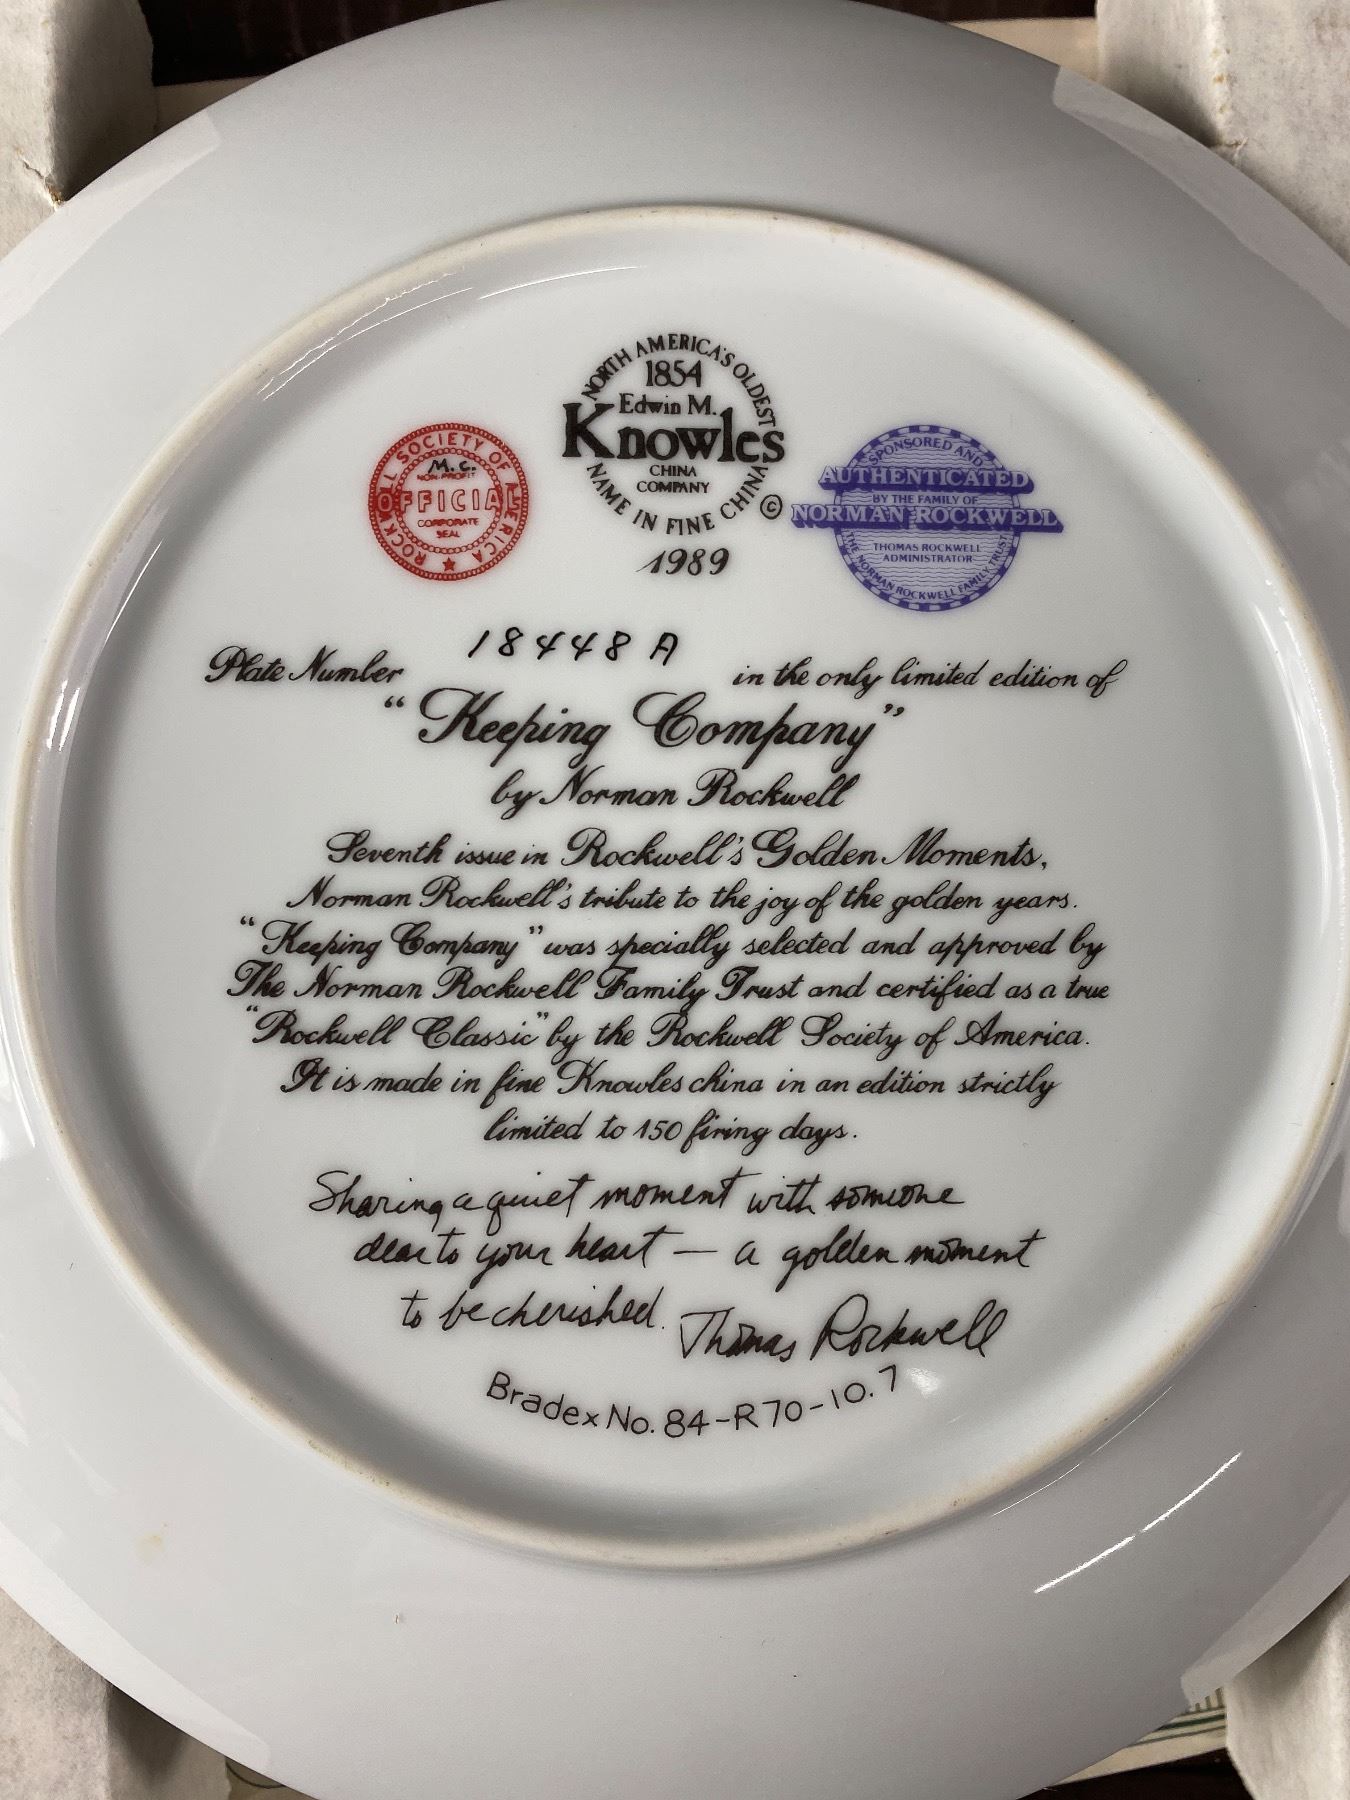 NORTH AMERICA'S OLDEST
1854
Edwin M.
Knowles
CHINA
COMPANY
NAME IN FINE CHINA
©
1989
ROCKWELL SOCIETY OF AMERICA
M.C.
NON-PROFIT
OFFICIAL
CORPORATE
SEAL
SPONSORED AND
AUTHENTICATED
BY THE FAMILY OF
NORMAN ROCKWELL
THOMAS ROCKWELL
ADMINISTRATOR
THE NORMAN ROCKWELL FAMILY TRUST
Plate Number 18448A in the only limited edition of
"Keeping Company"
by Norman Rockwell
Seventh issue in Rockwell's Golden Moments,
Norman Rockwell's tribute to the joy of the golden years.
"Keeping Company" was specially selected and approved by
The Norman Rockwell Family Trust and certified as a true
"Rockwell Classic" by the Rockwell Society of America.
It is made in fine Knowles china in an edition strictly
limited to 150 firing days.
Sharing a quiet moment with someone
dear to your heart — a golden moment
to be cherished. Thomas Rockwell
Bradex No. 84-R70-10.7